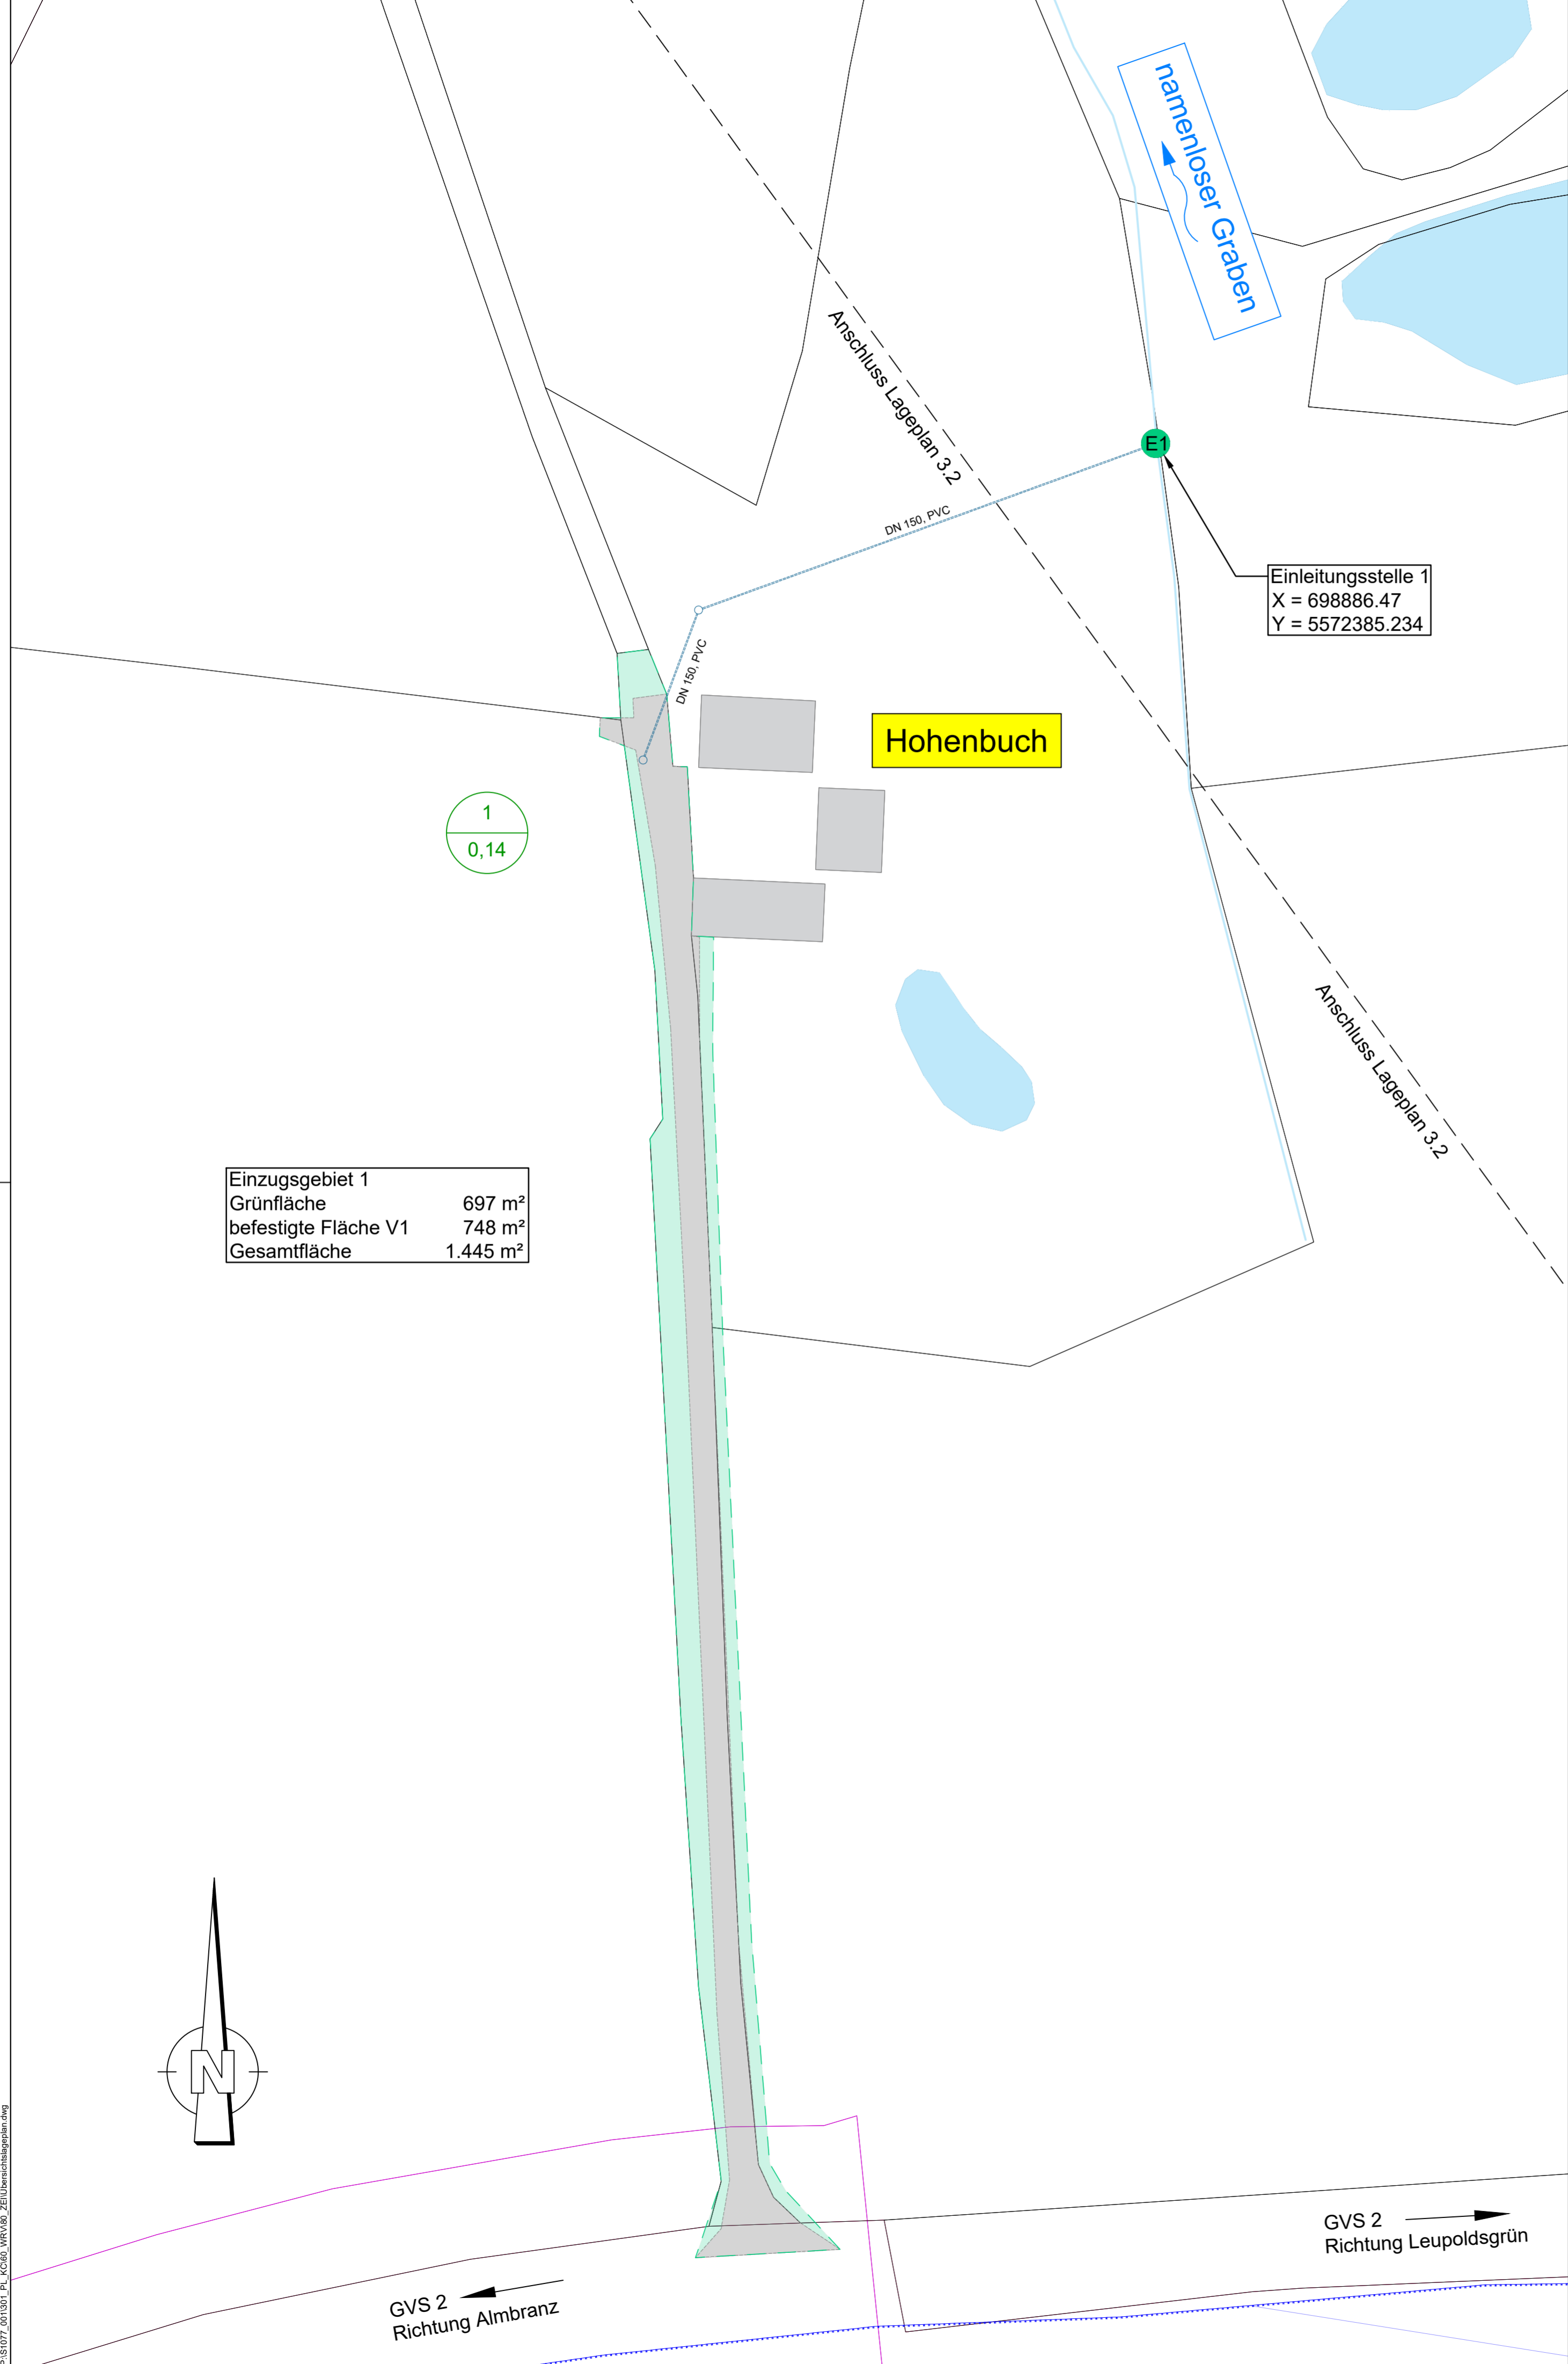 namenloser Graben
Anschluss Lageplan 3.2
E1
DN 150, PVC
Einleitungsstelle 1
X = 698886.47
Y = 5572385.234
DN 150, PVC
Hohenbuch
1
0,14
Anschluss Lageplan 3.2
Einzugsgebiet 1
Grünfläche 697 m²
befestigte Fläche V1 748 m²
Gesamtfläche 1.445 m²
N
GVS 2
Richtung Leupoldsgrün
GVS 2
Richtung Almbranz